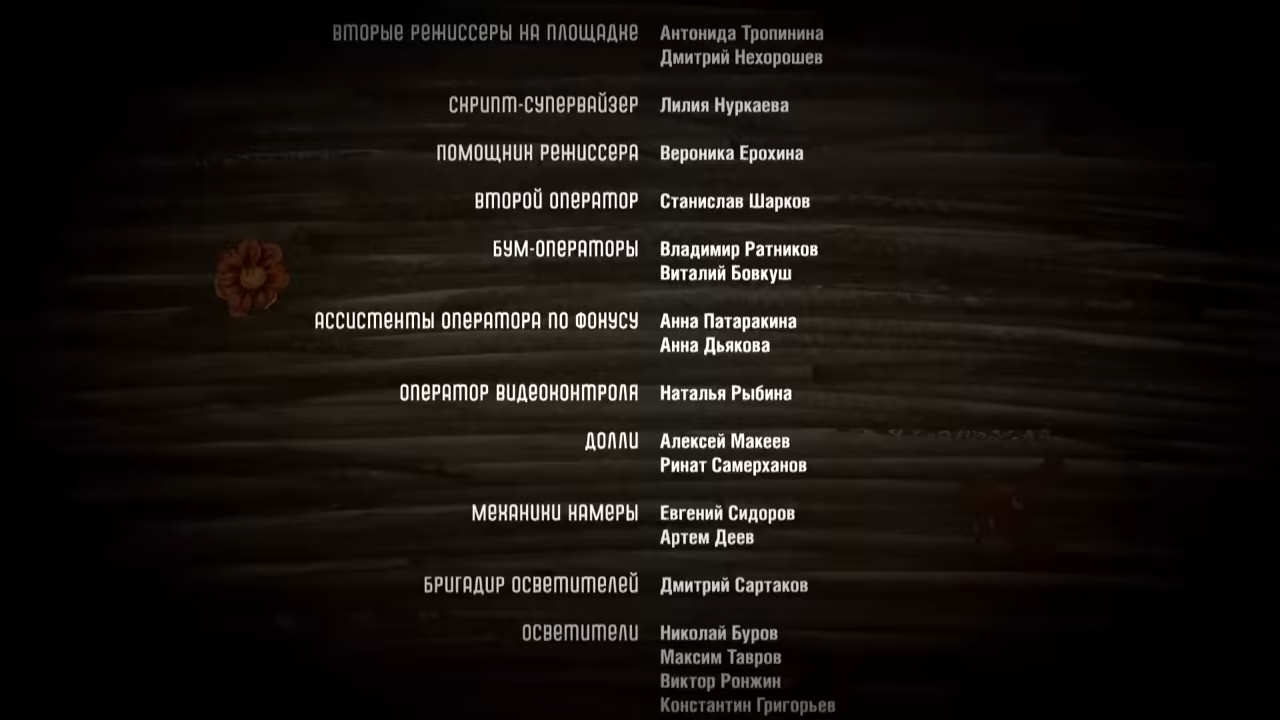 ВТОРЫЕ РЕЖИССЕРЫ НА ПЛОЩАДКЕ Антонида Тропинина
Дмитрий Нехорошев
СКРИПТ-СУПЕРВАЙЗЕР Лилия Нуркаева
ПОМОЩНИК РЕЖИССЕРА Вероника Ерохина
ВТОРОЙ ОПЕРАТОР Станислав Шарков
БУМ-ОПЕРАТОРЫ Владимир Ратников
Виталий Бовкуш
АССИСТЕНТЫ ОПЕРАТОРА ПО ФОКУСУ Анна Патаракина
Анна Дьякова
ОПЕРАТОР ВИДЕОКОНТРОЛЯ Наталья Рыбина
ДОЛЛИ Алексей Макеев
Ринат Самерханов
МЕХАНИКИ КАМЕРЫ Евгений Сидоров
Артем Деев
БРИГАДИР ОСВЕТИТЕЛЕЙ Дмитрий Сартаков
ОСВЕТИТЕЛИ Николай Буров
Максим Тавров
Виктор Ронжин
Константин Григорьев